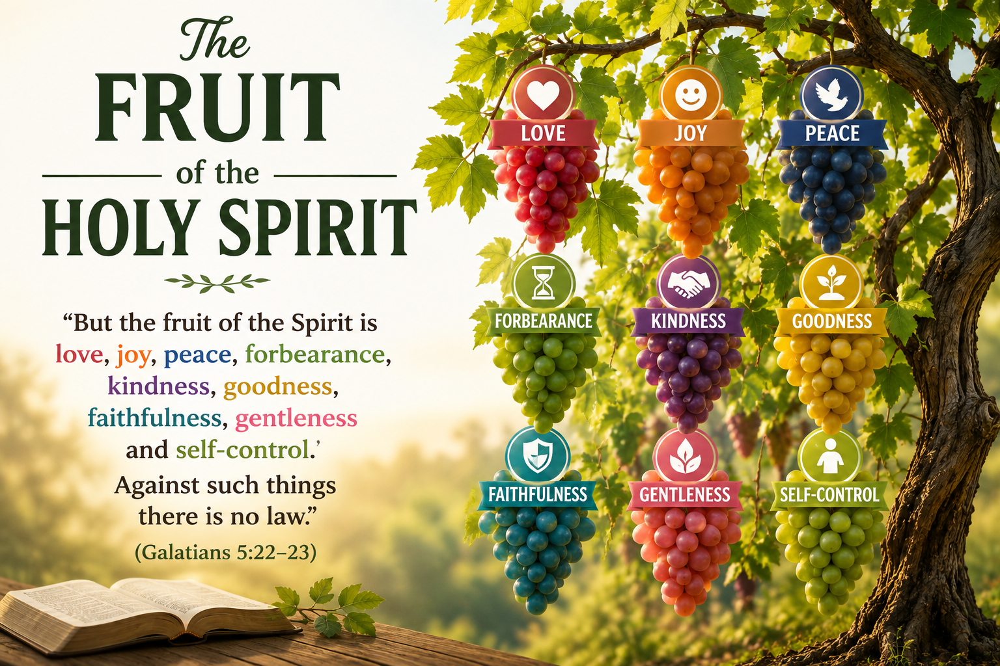 The
FRUIT
of the
HOLY SPIRIT
“But the fruit of the Spirit is
love, joy, peace, forbearance,
kindness, goodness,
faithfulness, gentleness
and self-control.’
Against such things
there is no law.”
(Galatians 5:22–23)
LOVE
JOY
PEACE
FORBEARANCE
KINDNESS
GOODNESS
FAITHFULNESS
GENTLENESS
SELF-CONTROL